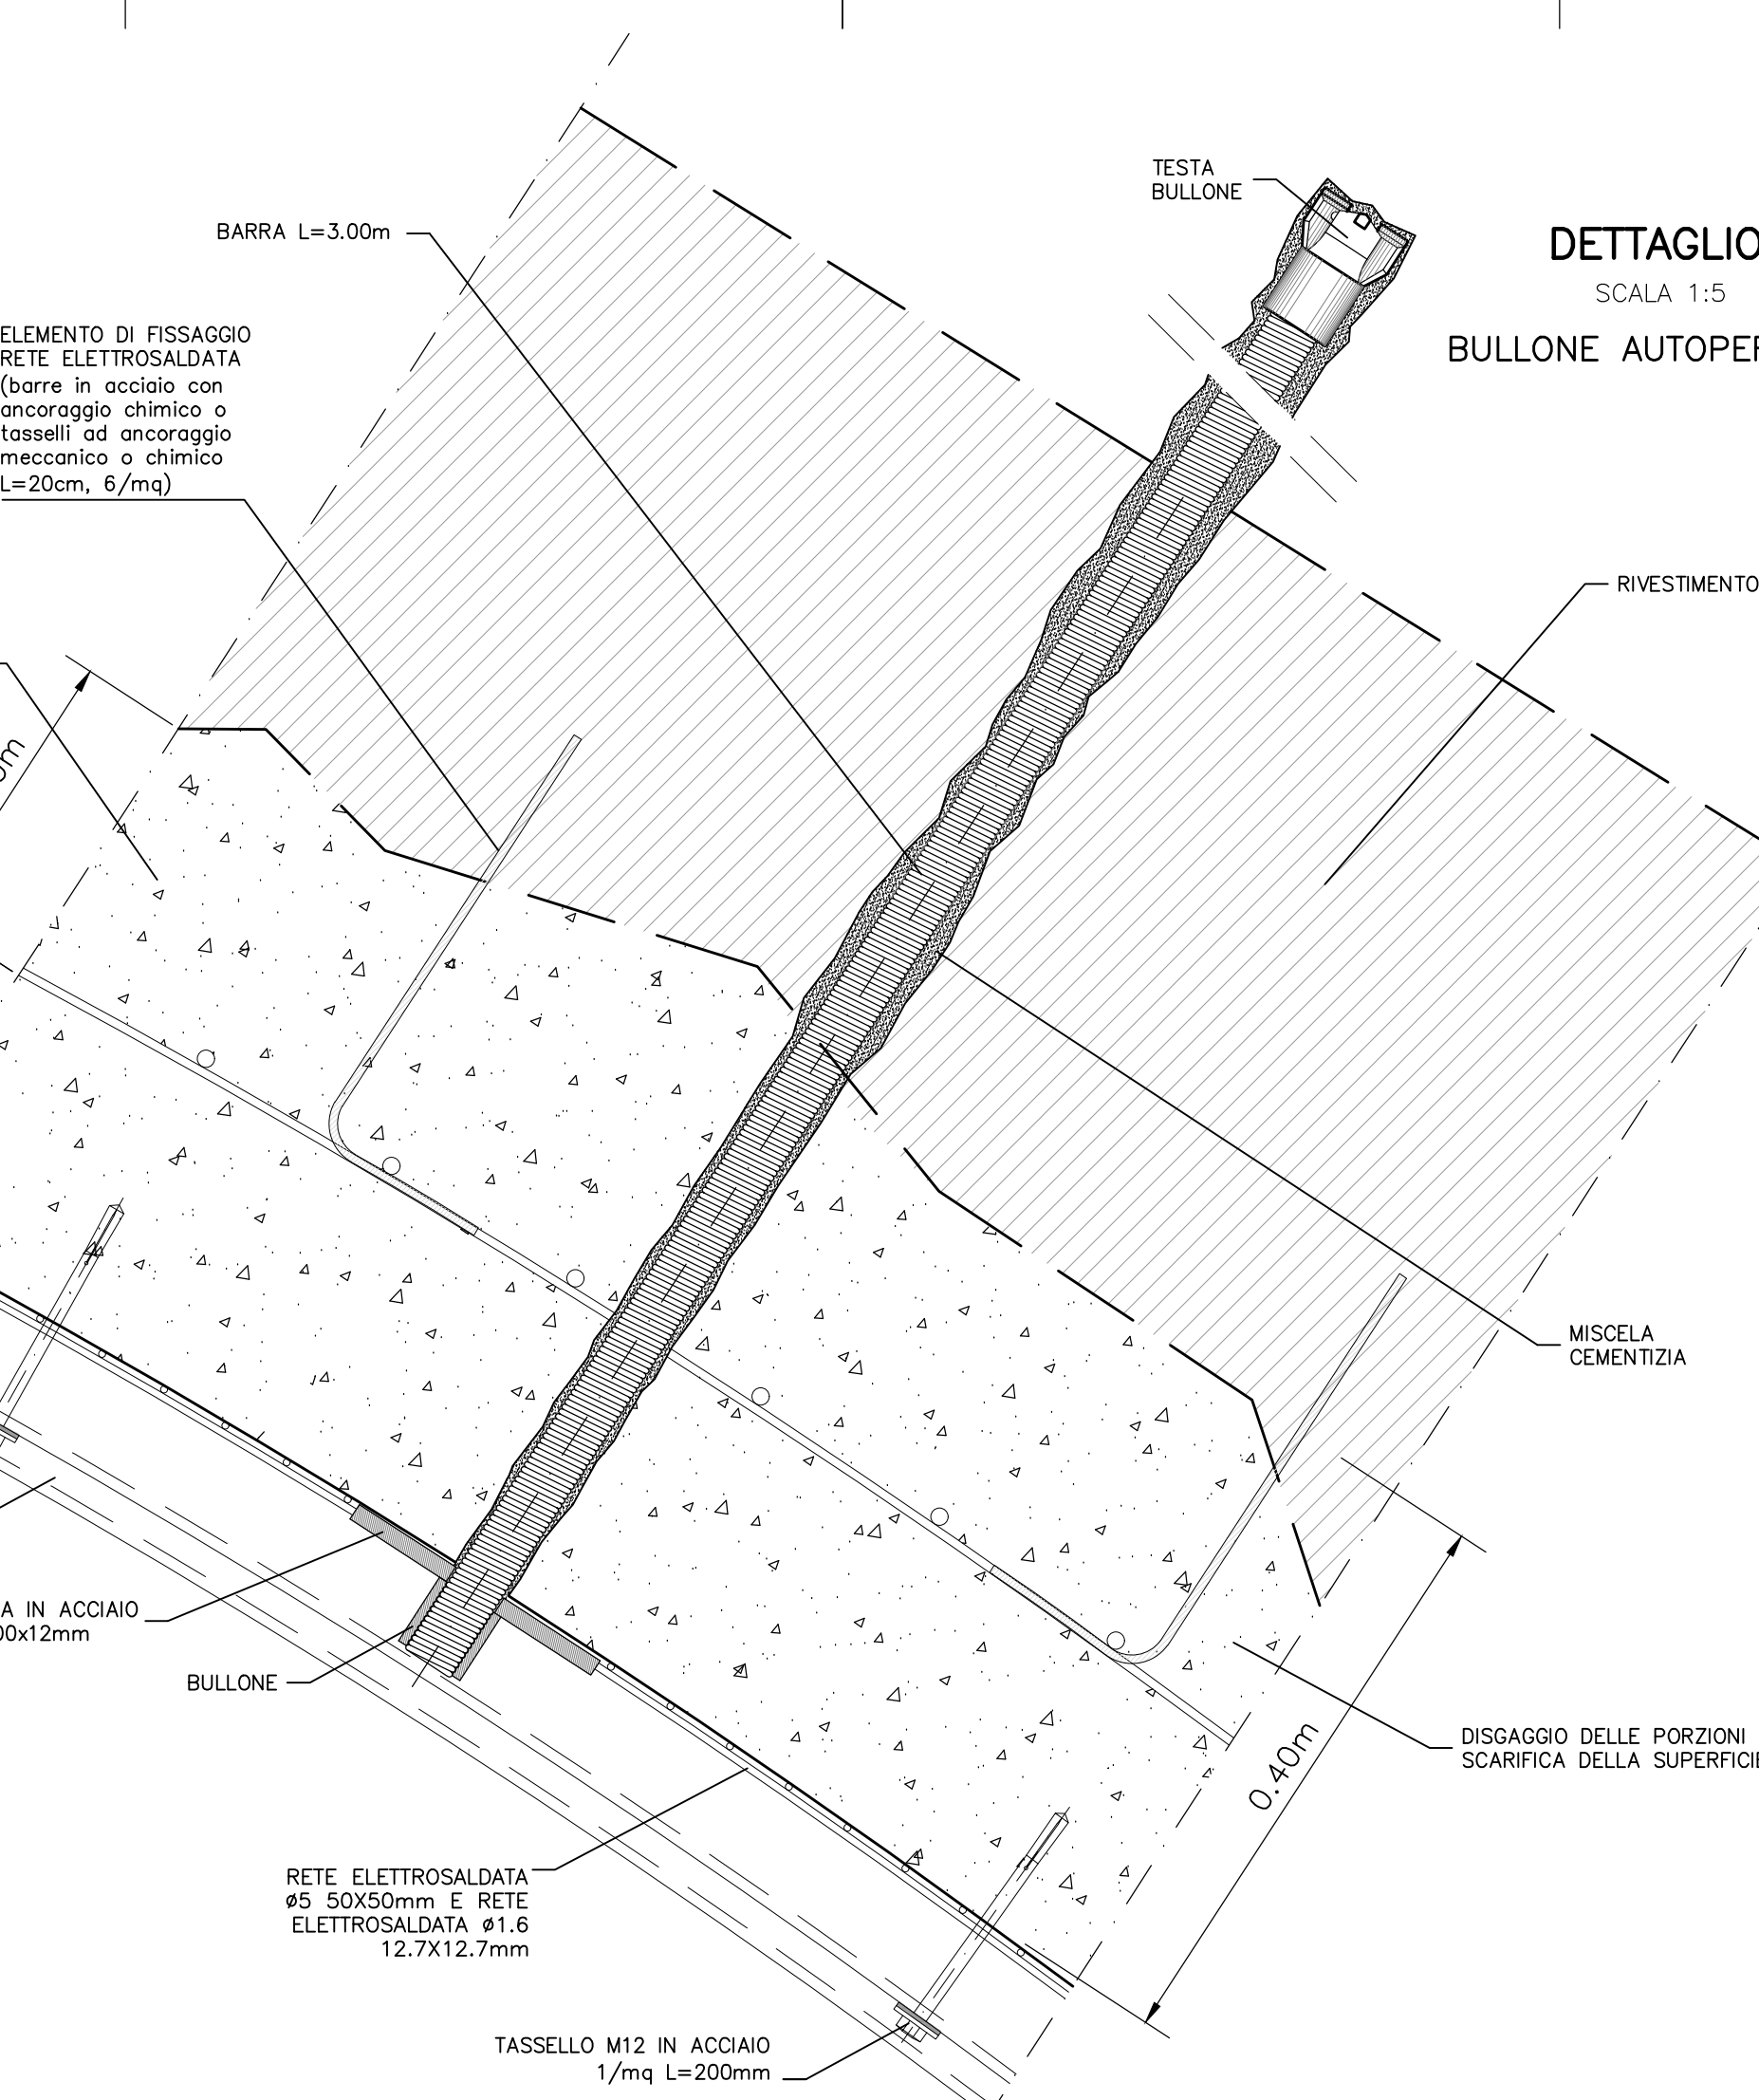 TESTA
BULLONE
DETTAGLIO
SCALA 1:5
BULLONE AUTOPER
BARRA L=3.00m
ELEMENTO DI FISSAGGIO
RETE ELETTROSALDATA
(barre in acciaio con
ancoraggio chimico o
tasselli ad ancoraggio
meccanico o chimico
L=20cm, 6/mq)
RIVESTIMENTO
MISCELA
CEMENTIZIA
A IN ACCIAIO
00x12mm
BULLONE
DISGAGGIO DELLE PORZIONI
SCARIFICA DELLA SUPERFICIE
0.40m
RETE ELETTROSALDATA
ø5 50X50mm E RETE
ELETTROSALDATA ø1.6
12.7X12.7mm
TASSELLO M12 IN ACCIAIO
1/mq L=200mm